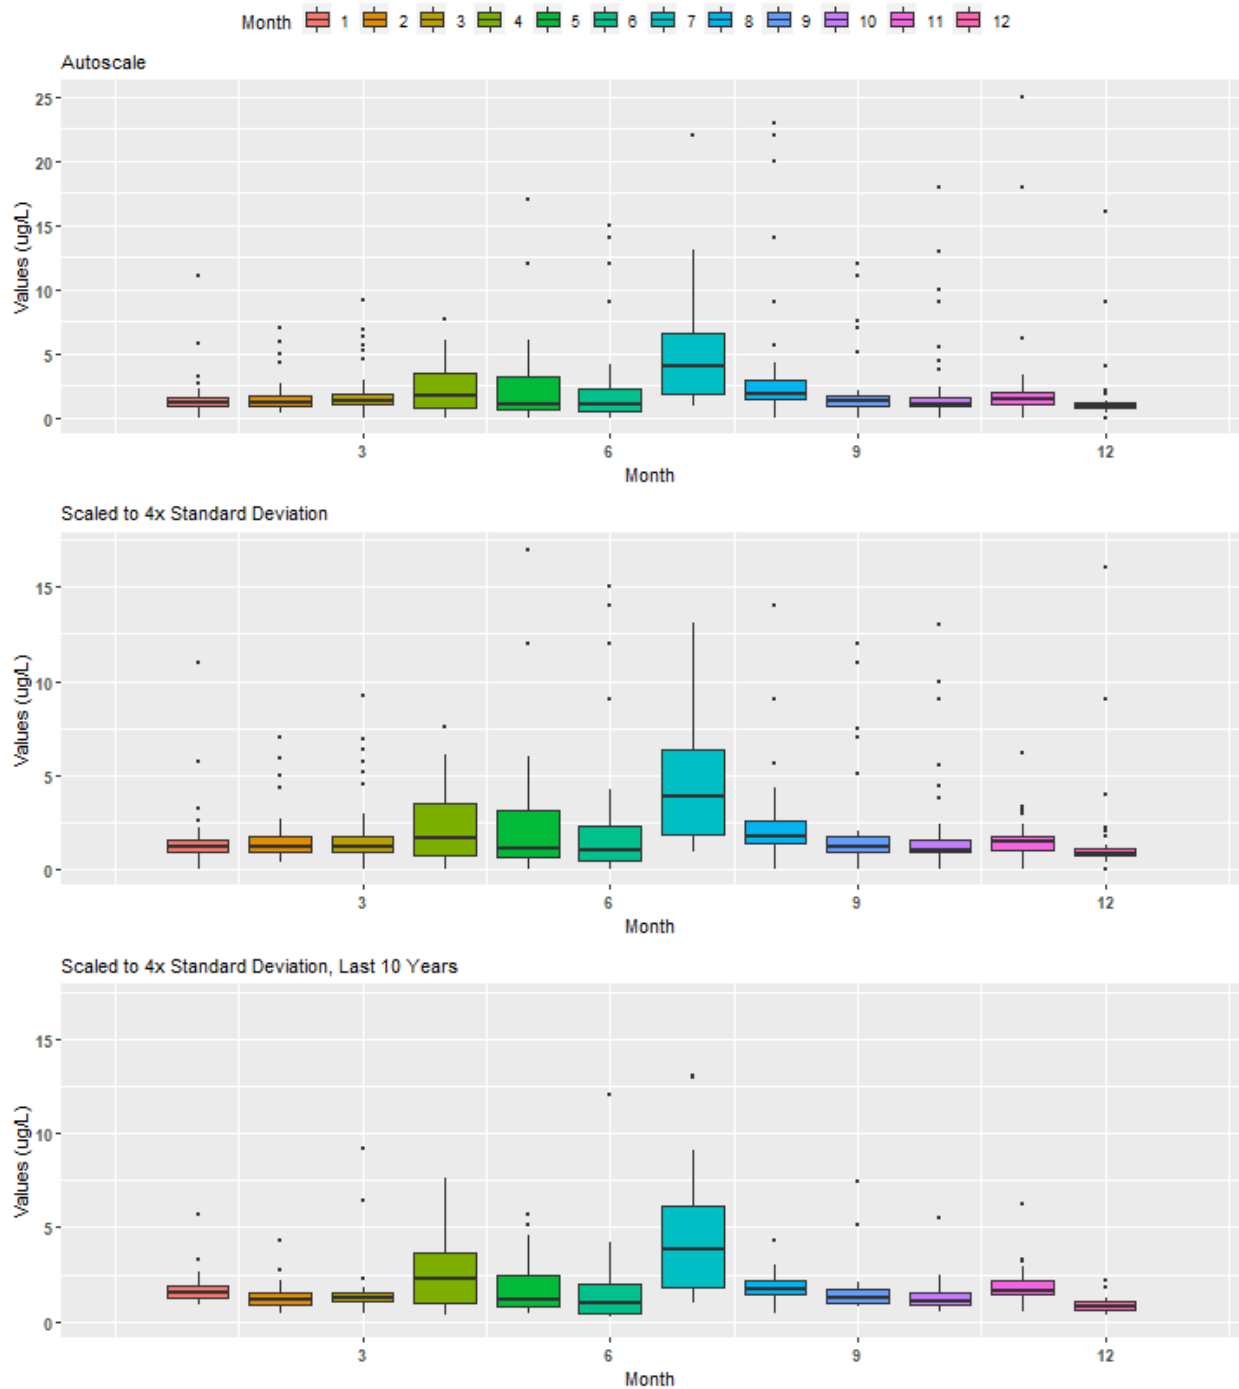 Month 1 2 3 4 5 6 7 8 9 10 11 12
Autoscale
Values (ug/L)
25
20
15
10
5
0
3 6 9 12
Month
Scaled to 4x Standard Deviation
Values (ug/L)
15
10
5
0
3 6 9 12
Month
Scaled to 4x Standard Deviation, Last 10 Years
Values (ug/L)
15
10
5
0
3 6 9 12
Month